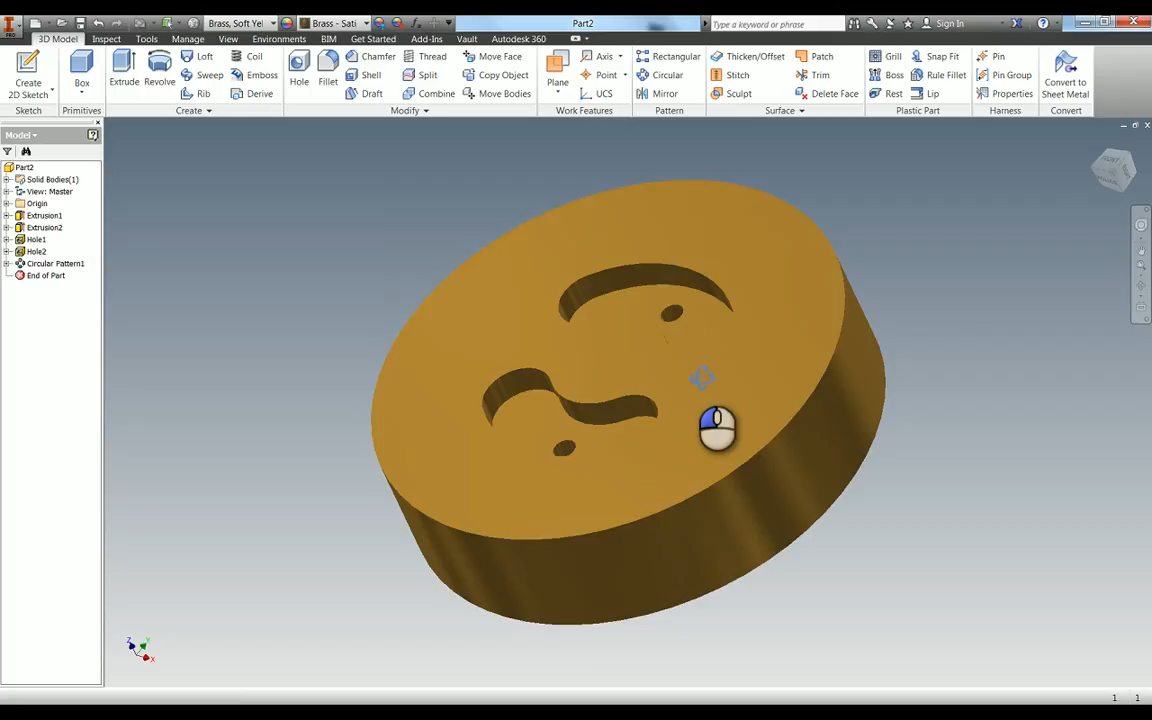 Brass, Soft Yel Brass - Sati Part2 Type a keyword or phrase Sign In
PRO 3D Model Inspect Tools Manage View Environments BIM Get Started Add-Ins Vault Autodesk 360
Create 2D Sketch Box Extrude Revolve Loft Coil Hole Fillet Chamfer Thread Move Face Plane Axis Rectangular Thicken/Offset Patch Grill Snap Fit Pin Convert to Sheet Metal
Sweep Emboss Shell Split Copy Object Point Circular Stitch Trim Boss Rule Fillet Pin Group
Rib Derive Draft Combine Move Bodies UCS Mirror Sculpt Delete Face Rest Lip Properties
Sketch Primitives Create Modify Work Features Pattern Surface Plastic Part Harness Convert
Model
Part2
Solid Bodies(1)
View: Master
Origin
Extrusion1
Extrusion2
Hole1
Hole2
Circular Pattern1
End of Part
Z Y
X
1 1